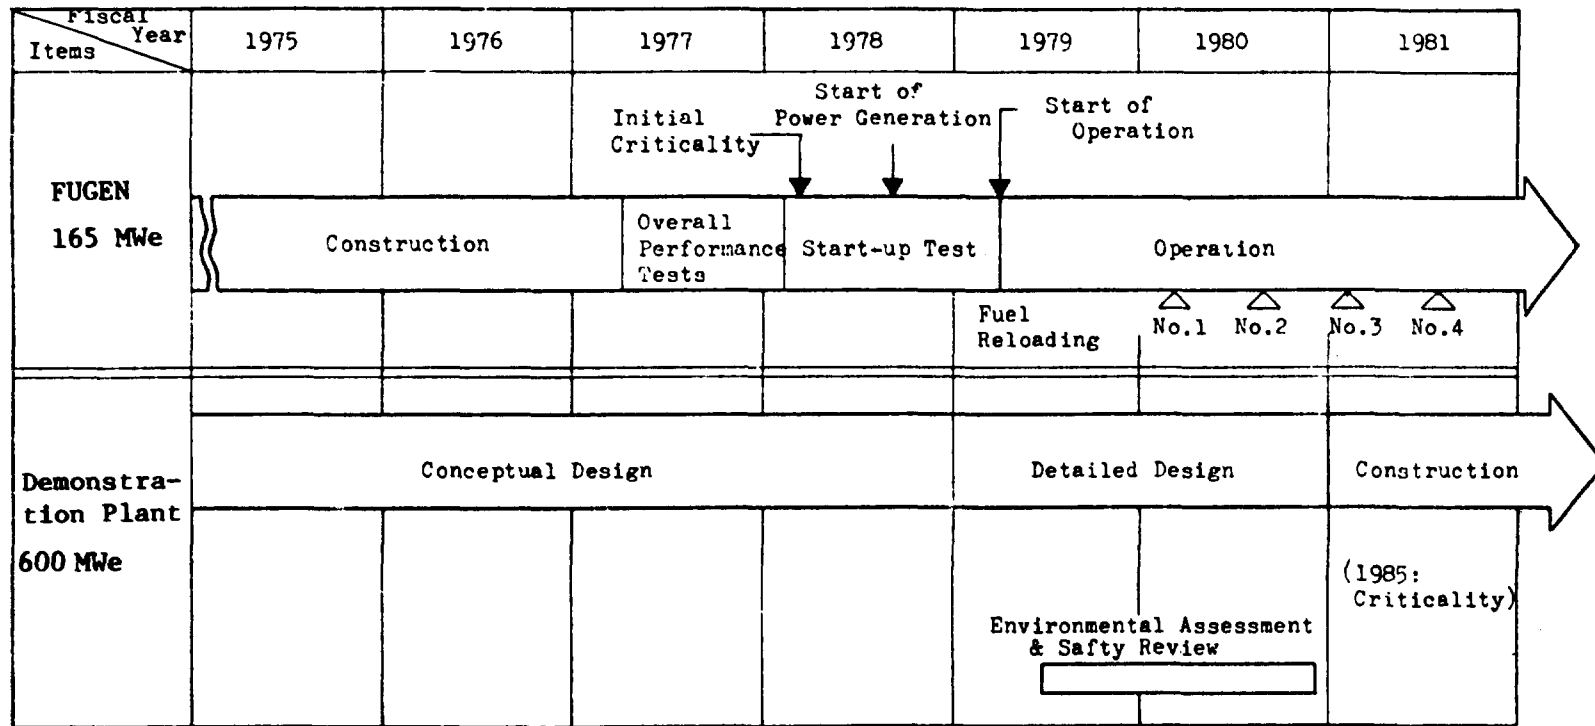 Fiscal
Year
Items
1975 1976 1977 1978 1979 1980 1981
Initial
Criticality
Start of
Power Generation
Start of
Operation
FUGEN
165 MWe
Construction
Overall
Performance
Tests
Start-up Test
Operation
Fuel
Reloading
No.1 No.2 No.3 No.4
Demonstra-
tion Plant
600 MWe
Conceptual Design
Detailed Design
Construction
(1985:
Criticality)
Environmental Assessment
& Safty Review